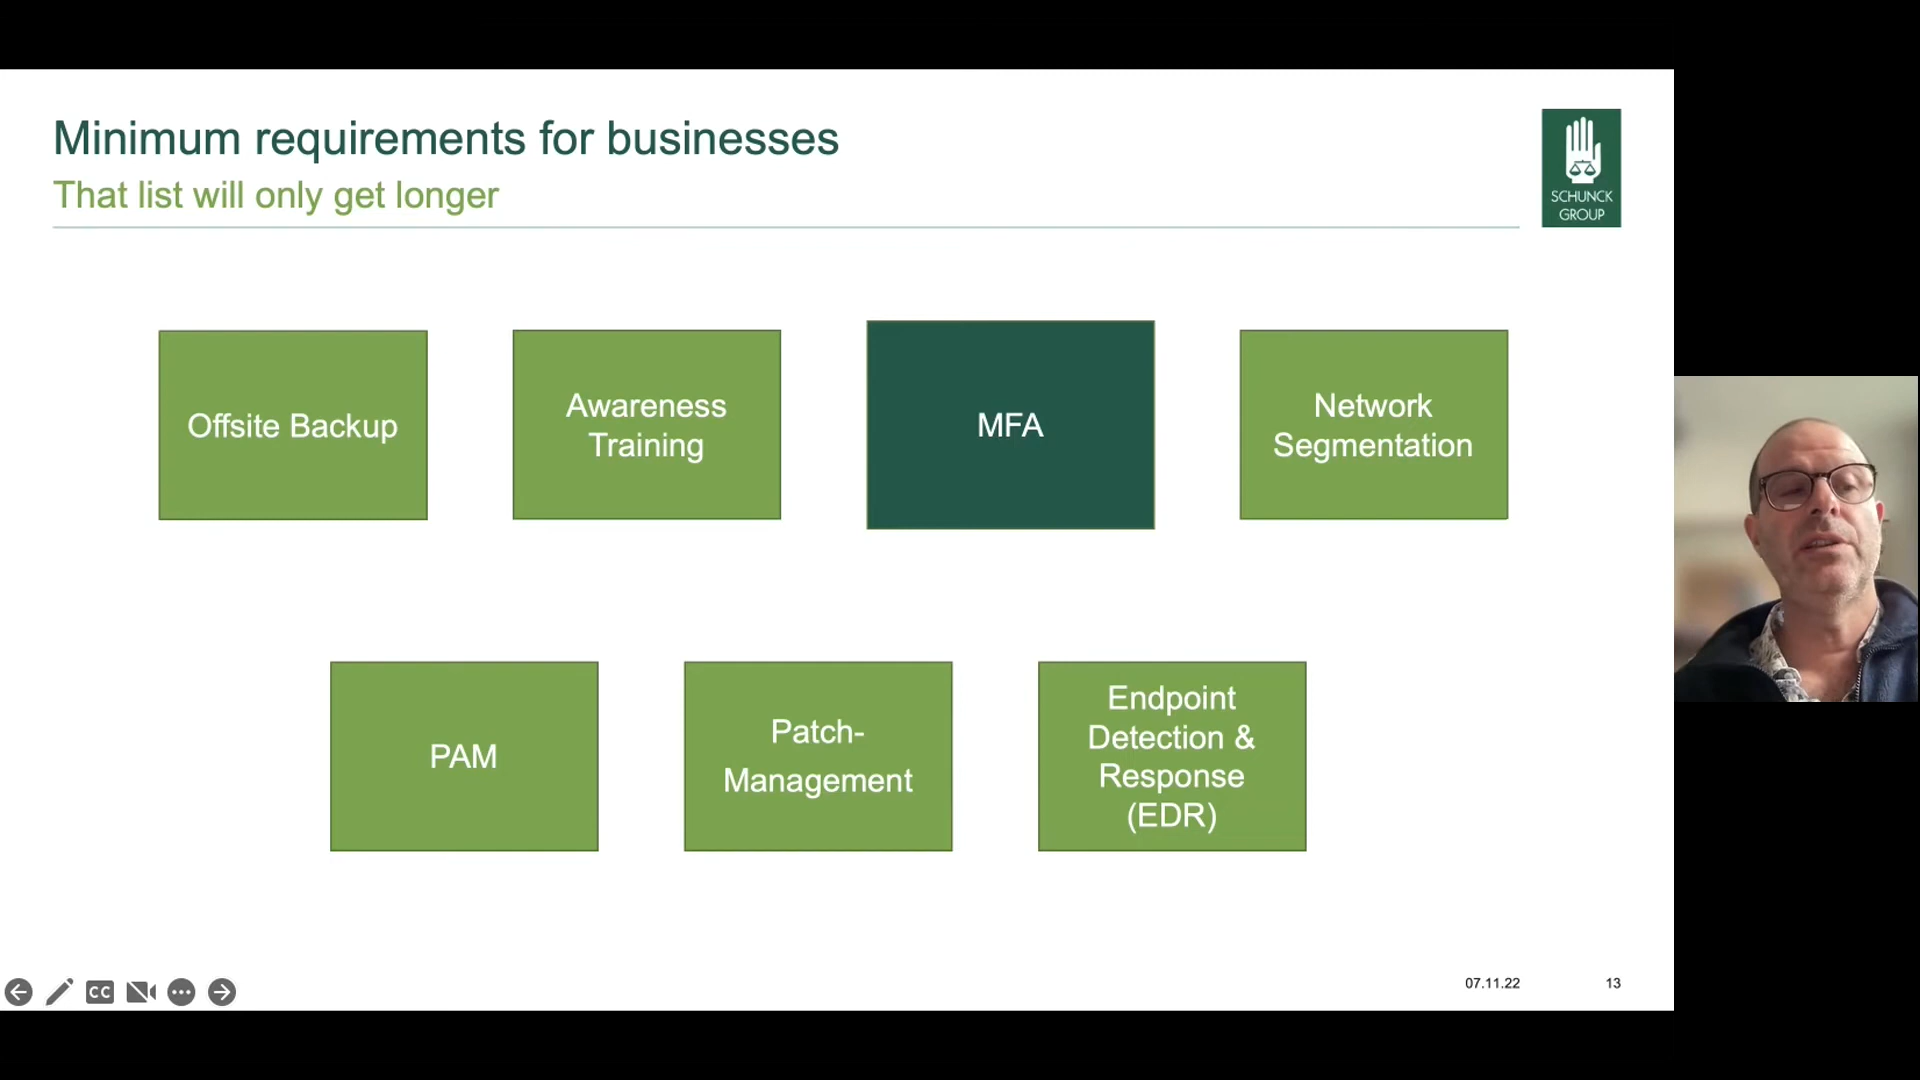 Minimum requirements for businesses
That list will only get longer
SCHUNCK
GROUP
Offsite Backup
Awareness
Training
MFA
Network
Segmentation
PAM
Patch-
Management
Endpoint
Detection &
Response
(EDR)
CC
07.11.22
13